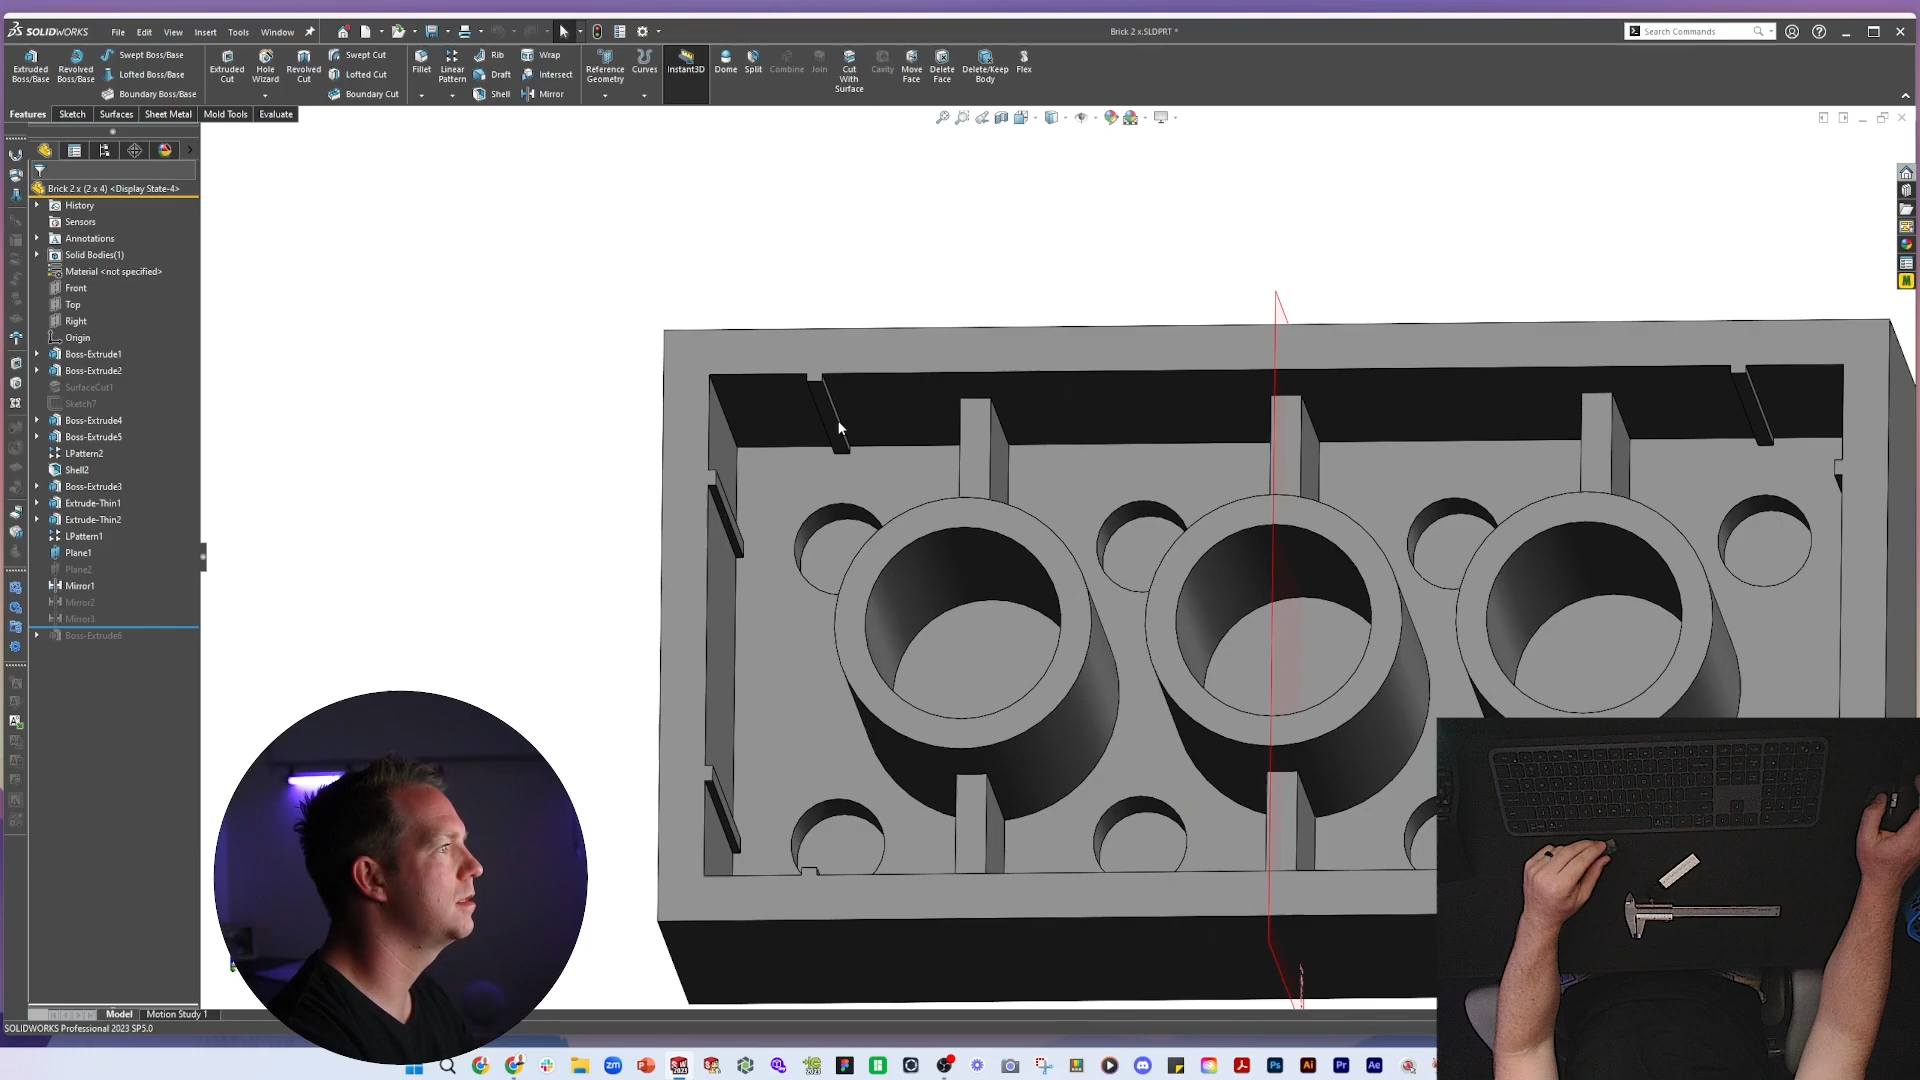 SOLIDWORKS File Edit View Insert Tools Window Brick 2 x.SLDPRT * Search Commands
Extruded Boss/Base Revolved Boss/Base Swept Boss/Base Lofted Boss/Base Boundary Boss/Base Extruded Cut Hole Wizard Revolved Cut Swept Cut Lofted Cut Boundary Cut Fillet Linear Pattern Rib Draft Shell Wrap Intersect Mirror Reference Geometry Curves Instant3D Dome Split Combine Join Cut With Surface Cavity Move Face Delete Face Delete/Keep Body Flex
Features Sketch Surfaces Sheet Metal Mold Tools Evaluate
Brick 2 x (2 x 4) <Display State-4>
History
Sensors
Annotations
Solid Bodies(1)
Material <not specified>
Front
Top
Right
Origin
Boss-Extrude1
Boss-Extrude2
SurfaceCut1
Sketch7
Boss-Extrude4
Boss-Extrude5
LPattern2
Shell2
Boss-Extrude3
Extrude-Thin1
Extrude-Thin2
LPattern1
Plane1
Plane2
Mirror1
Mirror2
Mirror3
Boss-Extrude6
Model Motion Study 1
SOLIDWORKS Professional 2023 SP5.0